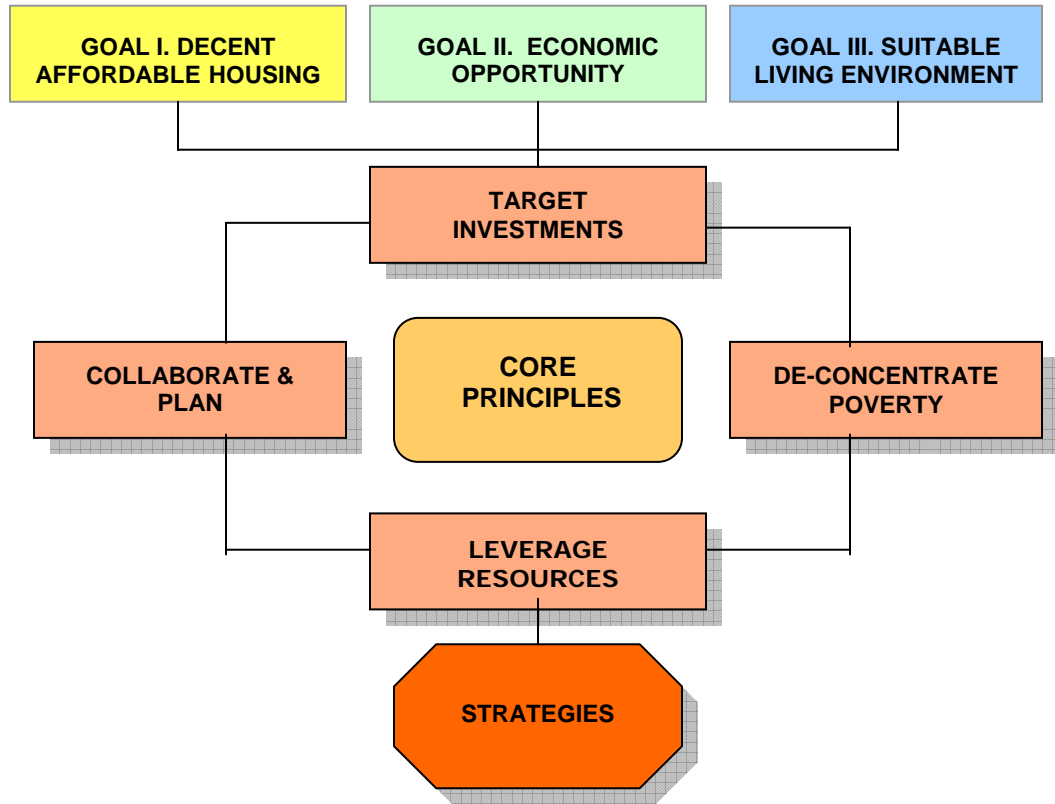 GOAL I. DECENT
AFFORDABLE HOUSING
GOAL II.  ECONOMIC
OPPORTUNITY
GOAL III. SUITABLE
LIVING ENVIRONMENT
TARGET
INVESTMENTS
COLLABORATE &
PLAN
CORE
PRINCIPLES
DE-CONCENTRATE
POVERTY
LEVERAGE
RESOURCES
STRATEGIES